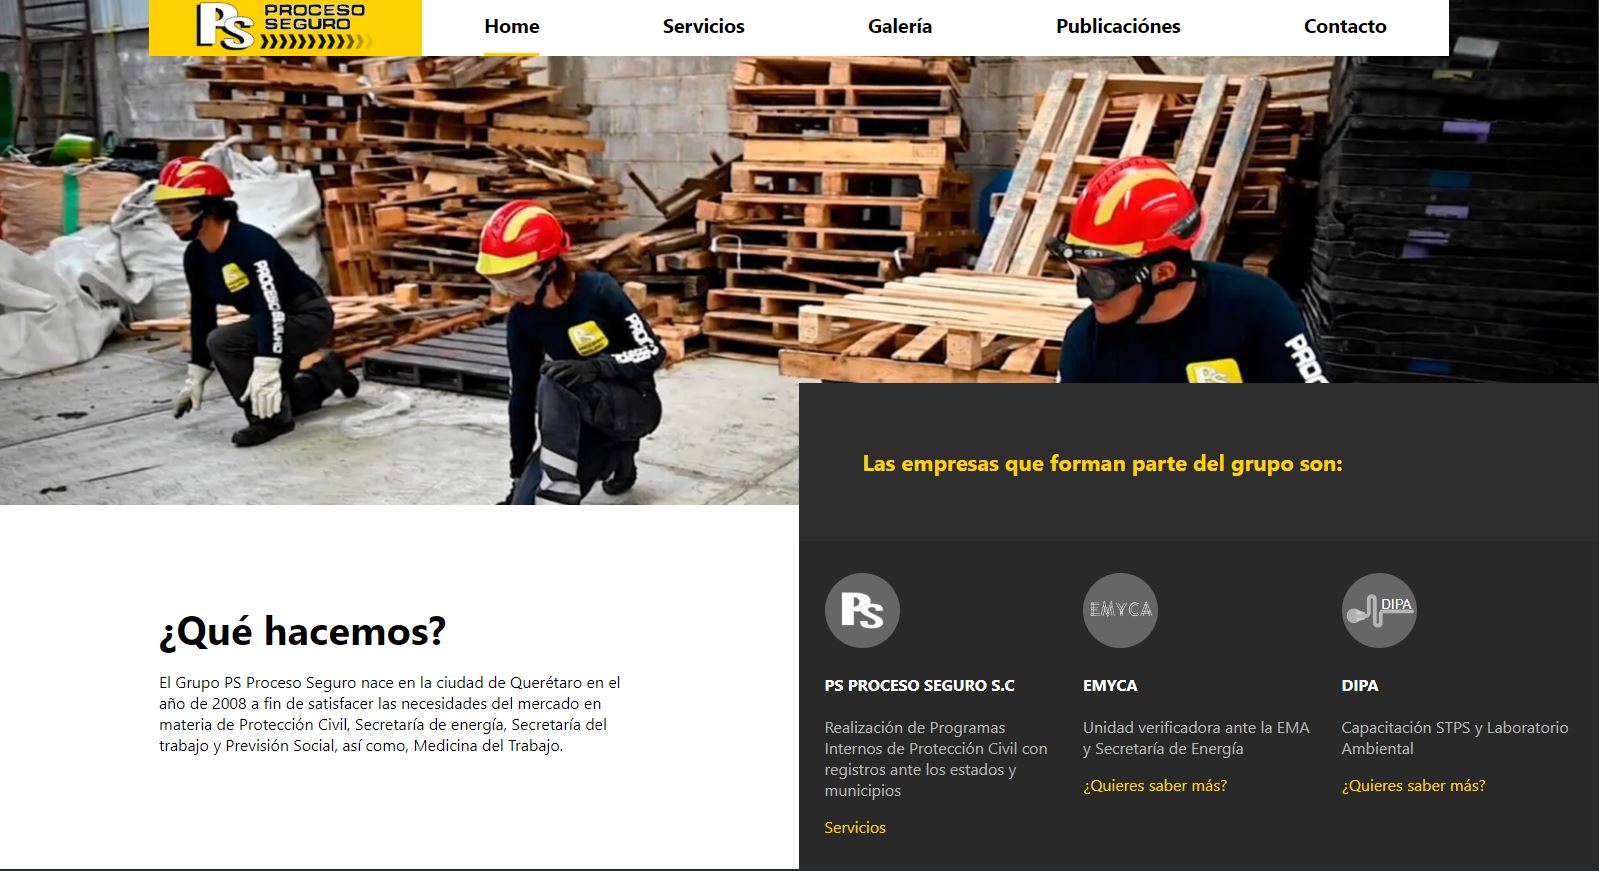 PS PROCESO
SEGURO
Home
Servicios
Galería
Publicaciónes
Contacto
PS
PROCESO SEGURO
PS
PROC
PS
PROC
Las empresas que forman parte del grupo son:
¿Qué hacemos?
El Grupo PS Proceso Seguro nace en la ciudad de Querétaro en el
año de 2008 a fin de satisfacer las necesidades del mercado en
materia de Protección Civil, Secretaría de energía, Secretaría del
trabajo y Previsión Social, así como, Medicina del Trabajo.
PS
PS PROCESO SEGURO S.C
Realización de Programas
Internos de Protección Civil con
registros ante los estados y
municipios
Servicios
EMYCA
EMYCA
Unidad verificadora ante la EMA
y Secretaría de Energía
¿Quieres saber más?
DIPA
DIPA
Capacitación STPS y Laboratorio
Ambiental
¿Quieres saber más?